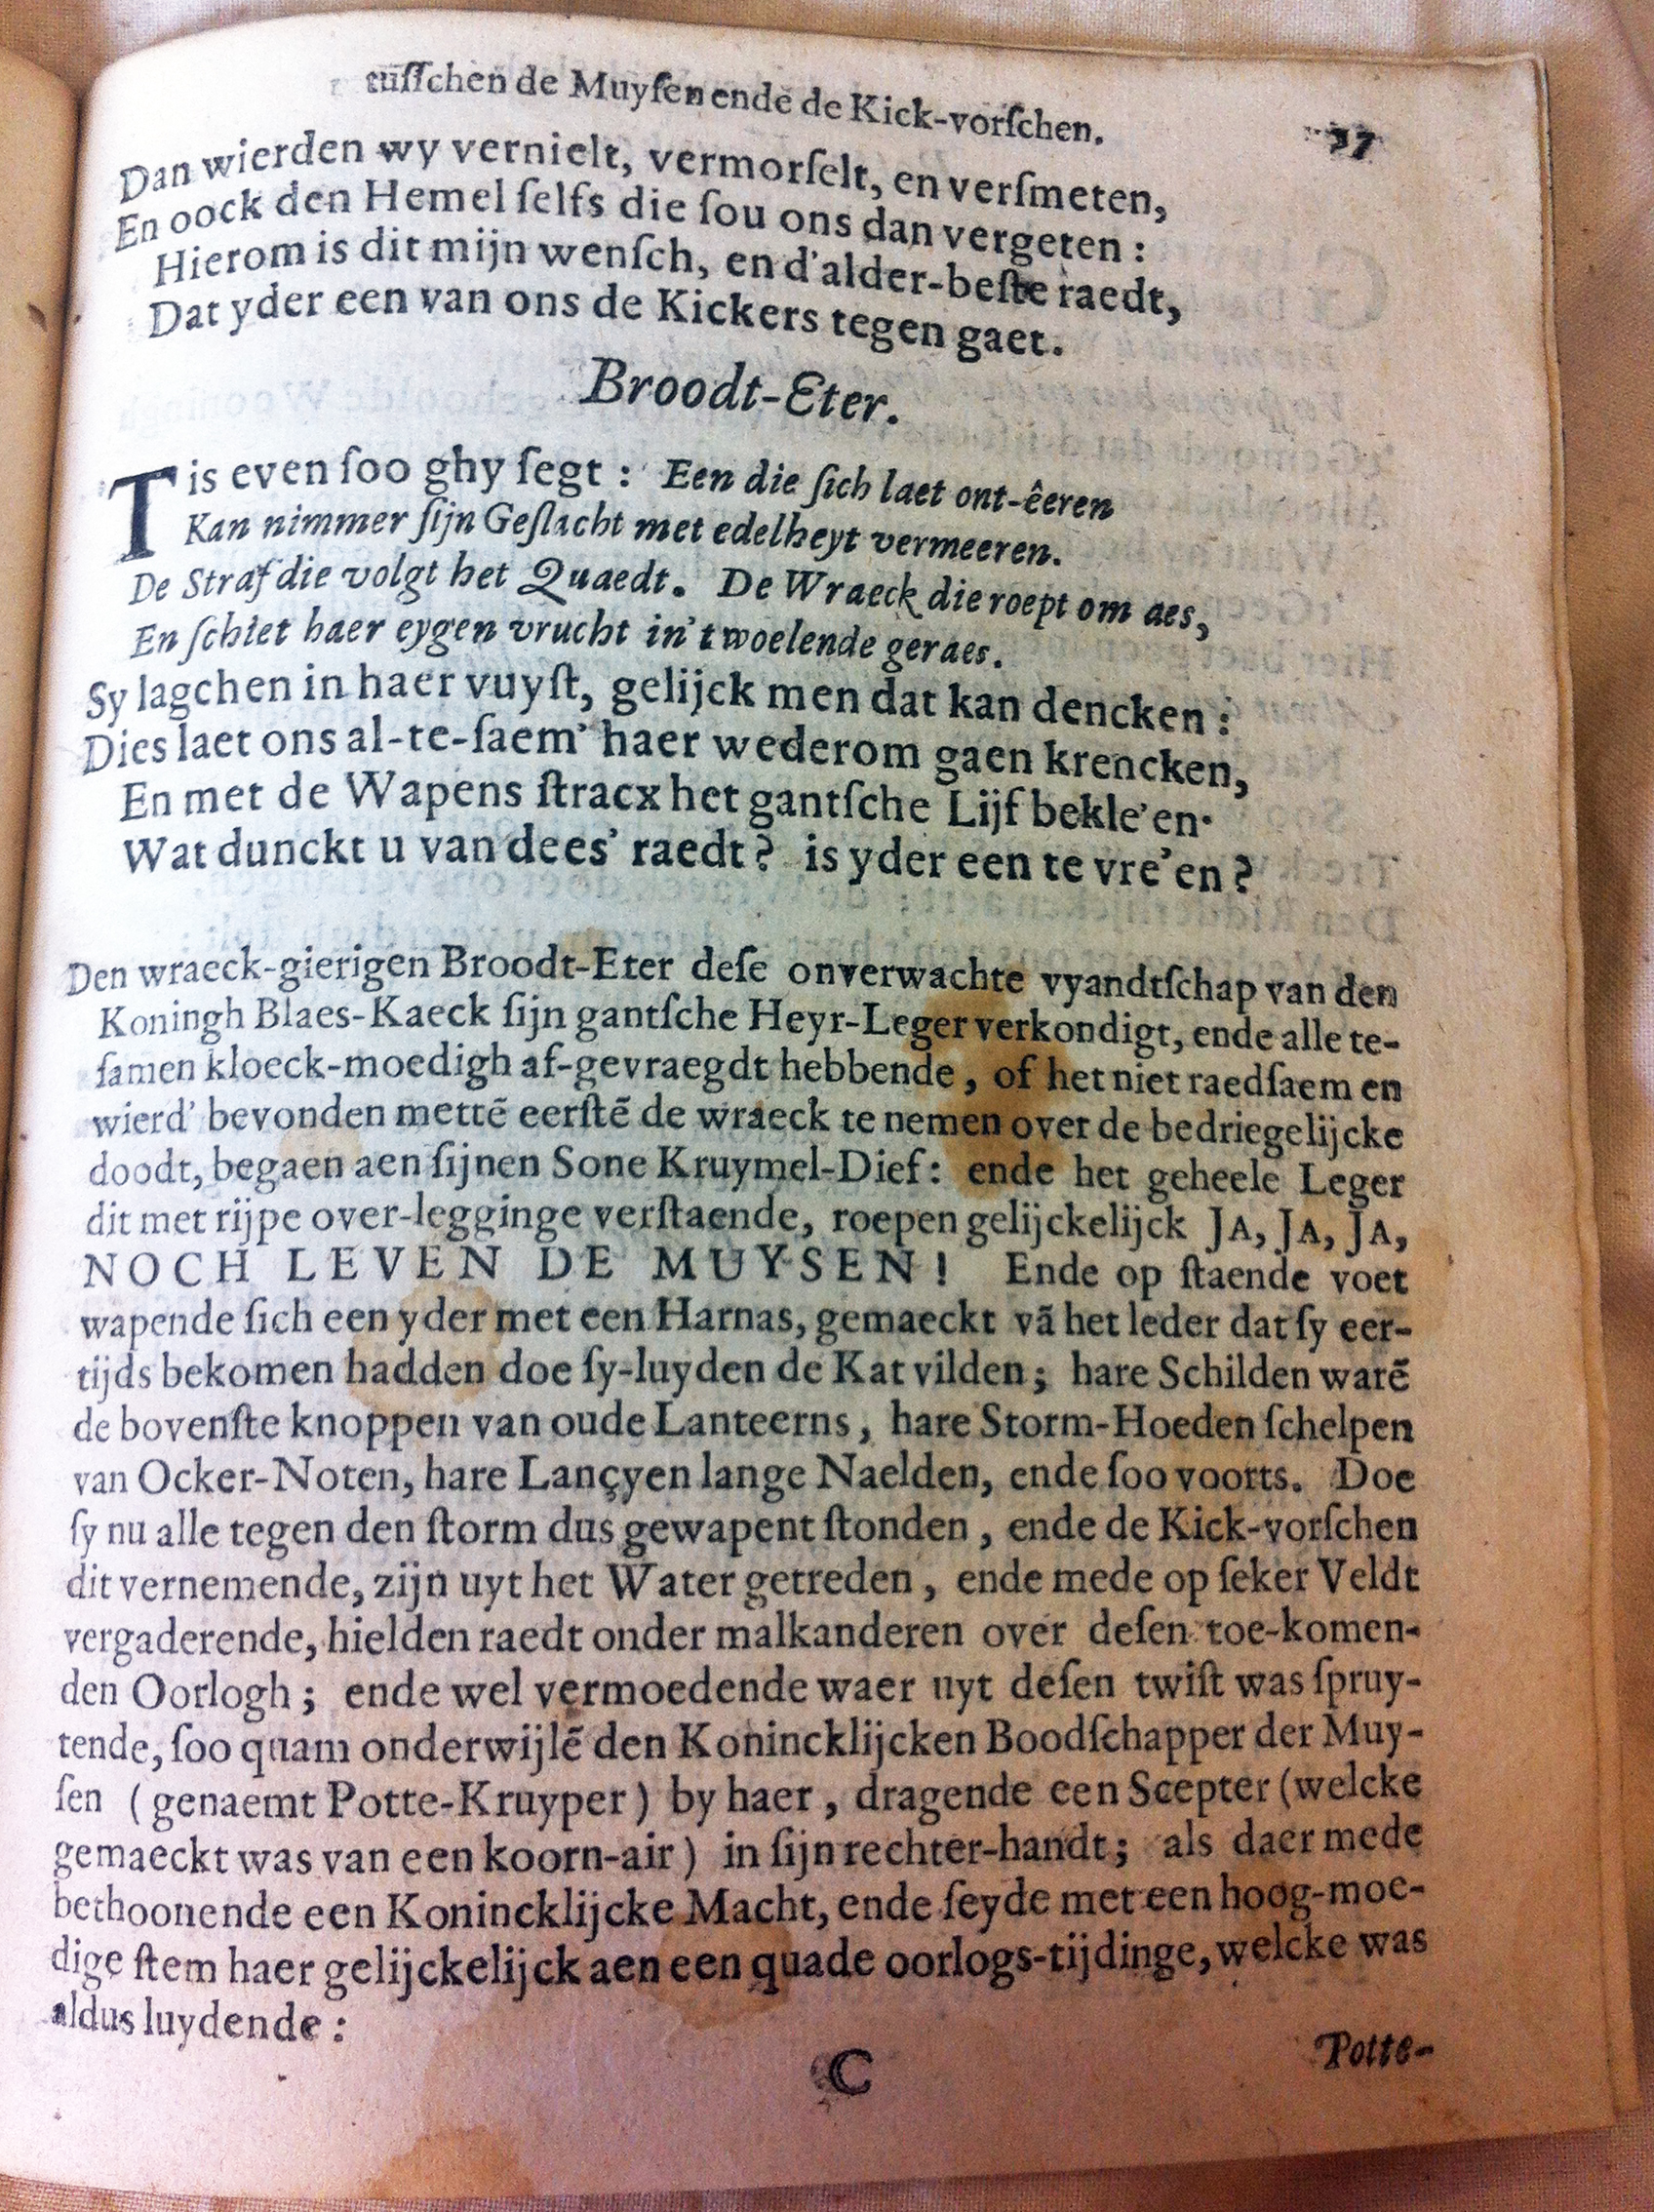 tuſſchen de Muyſen ende de Kick-vorſchen. 27
Dan wierden wy vernielt, vermorſelt, en verſmeten,
En oock den Hemel ſelfs die ſou ons dan vergeten :
Hierom is dit mijn wenſch, en d'alder-beſte raedt,
Dat yder een van ons de Kickers tegen gaet.
Broodt-Eter.
T is even ſoo ghy ſegt : Een die ſich laet ont-êeren
Kan nimmer ſijn Geſlacht met edelheyt vermeeren.
De Straf die volgt het Quaedt. De Wraeck die roept om aes,
En ſchiet haer eygen vrucht in't woelende geraes.
Sy lagchen in haer vuyſt, gelijck men dat kan dencken :
Dies laet ons al-te-ſaem' haer wederom gaen krencken,
En met de Wapens ſtracx het gantſche Lijf bekle'en.
Wat dunckt u van dees' raedt ? is yder een te vre'en ?
Den wraeck-gierigen Broodt-Eter deſe onverwachte vyandtſchap van den
Koningh Blaes-Kaeck ſijn gantſche Heyr-Leger verkondigt, ende alle te-
ſamen kloeck-moedigh af-gevraegdt hebbende, of het niet raedſaem en
wierd' bevonden mettē eerſtē de wraeck te nemen over de bedriegelijcke
doodt, begaen aen ſijnen Sone Kruymel-Dief : ende het geheele Leger
dit met rijpe over-legginge verſtaende, roepen gelijckelijck JA, JA, JA,
NOCH LEVEN DE MUYSEN ! Ende op ſtaende voet
wapende ſich een yder met een Harnas, gemaeckt vā het leder dat ſy eer-
tijds bekomen hadden doe ſy-luyden de Kat vilden ; hare Schilden warē
de bovenſte knoppen van oude Lanteerns, hare Storm-Hoeden ſchelpen
van Ocker-Noten, hare Lançyen lange Naelden, ende ſoo voorts. Doe
ſy nu alle tegen den ſtorm dus gewapent ſtonden, ende de Kick-vorſchen
dit vernemende, zijn uyt het Water getreden, ende mede op ſeker Veldt
vergaderende, hielden raedt onder malkanderen over deſen toe-komen-
den Oorlogh ; ende wel vermoedende waer uyt deſen twiſt was ſpruy-
tende, ſoo quam onderwijlē den Konincklijcken Boodſchapper der Muy-
ſen (genaemt Potte-Kruyper) by haer, dragende een Scepter (welcke
gemaeckt was van een koorn-air) in ſijn rechter-handt ; als daer mede
bethoonende een Konincklijcke Macht, ende ſeyde met een hoog-moe-
dige ſtem haer gelijckelijck aen een quade oorlogs-tijdinge, welcke was
aldus luydende :
C Potte-